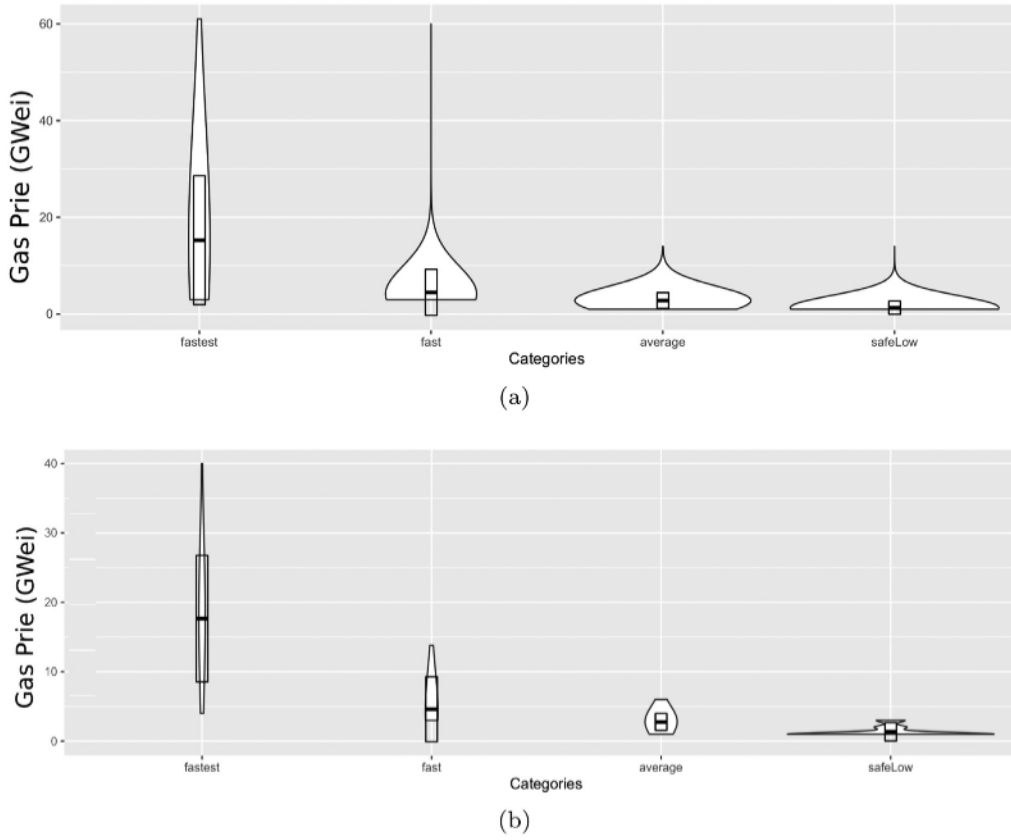 60
40
20
0
Gas Prie (GWei)
fastest fast average safeLow
Categories
(a)
40
30
20
10
0
Gas Prie (GWei)
fastest fast average safeLow
Categories
(b)